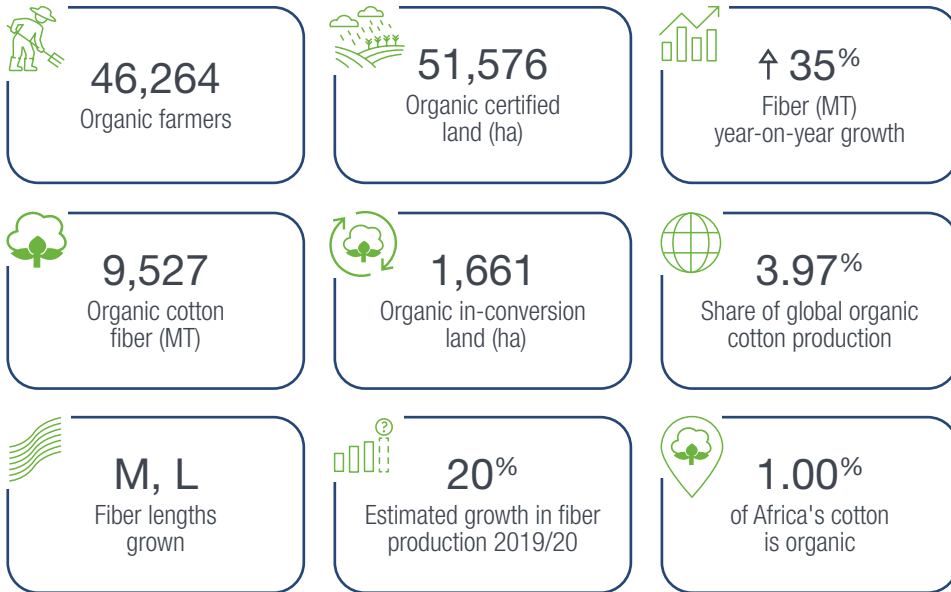 46,264
Organic farmers
51,576
Organic certified
land (ha)
35%
Fiber (MT)
year-on-year growth
9,527
Organic cotton
fiber (MT)
1,661
Organic in-conversion
land (ha)
3.97%
Share of global organic
cotton production
M, L
Fiber lengths
grown
?
20%
Estimated growth in fiber
production 2019/20
1.00%
of Africa's cotton
is organic